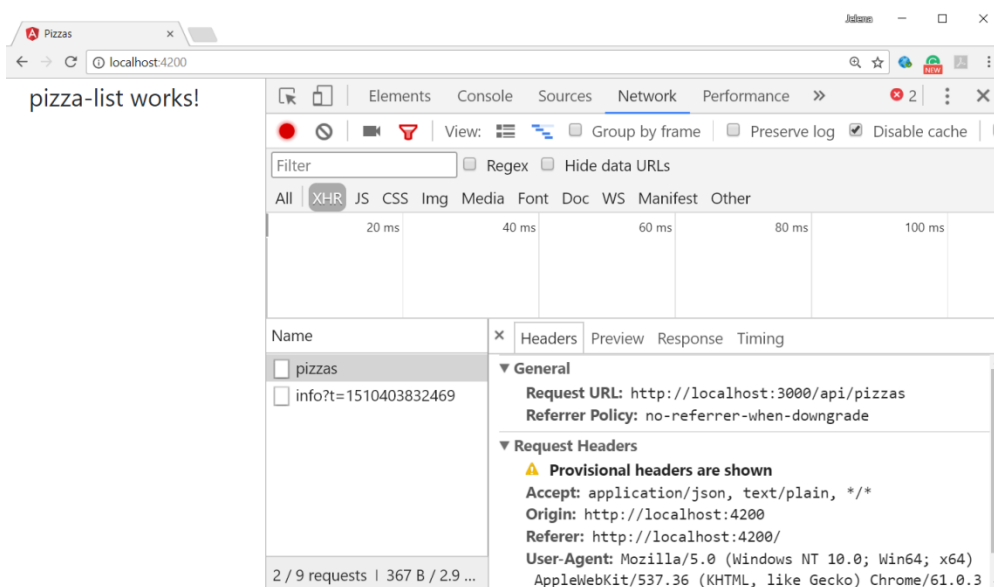 Jelena
Pizzas
localhost:4200
NEW
pizza-list works!
Elements Console Sources Network Performance » 2
View: Group by frame Preserve log Disable cache
Filter Regex Hide data URLs
All XHR JS CSS Img Media Font Doc WS Manifest Other
20 ms 40 ms 60 ms 80 ms 100 ms
Name
pizzas
info?t=1510403832469
2 / 9 requests | 367 B / 2.9 ...
× Headers Preview Response Timing
▼ General
Request URL: http://localhost:3000/api/pizzas
Referrer Policy: no-referrer-when-downgrade
▼ Request Headers
Provisional headers are shown
Accept: application/json, text/plain, */*
Origin: http://localhost:4200
Referer: http://localhost:4200/
User-Agent: Mozilla/5.0 (Windows NT 10.0; Win64; x64)
AppleWebKit/537.36 (KHTML, like Gecko) Chrome/61.0.3